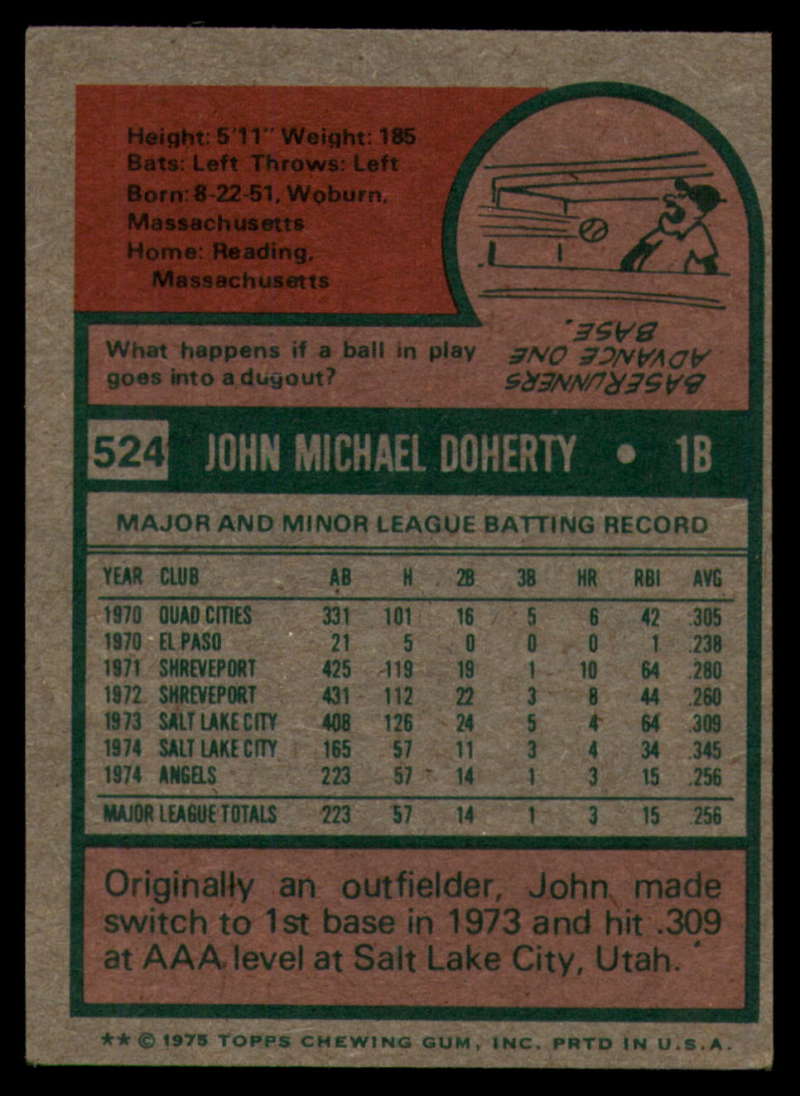 Height: 5'11" Weight: 185
Bats: Left Throws: Left
Born: 8-22-51, Woburn,
Massachusetts
Home: Reading,
Massachusetts
What happens if a ball in play
goes into a dugout?
BASERUNNERS
ADVANCE ONE
BASE.
524 JOHN MICHAEL DOHERTY • 1B
MAJOR AND MINOR LEAGUE BATTING RECORD
YEAR CLUB AB H 2B 3B HR RBI AVG
1970 QUAD CITIES 331 101 16 5 6 42 .305
1970 EL PASO 21 5 0 0 0 1 .238
1971 SHREVEPORT 425 119 19 1 10 64 .280
1972 SHREVEPORT 431 112 22 3 8 44 .260
1973 SALT LAKE CITY 408 126 24 5 4 64 .309
1974 SALT LAKE CITY 165 57 11 3 4 34 .345
1974 ANGELS 223 57 14 1 3 15 .256
MAJOR LEAGUE TOTALS 223 57 14 1 3 15 .256
Originally an outfielder, John made
switch to 1st base in 1973 and hit .309
at AAA level at Salt Lake City, Utah.
** © 1975 TOPPS CHEWING GUM, INC. PRTD IN U.S.A.